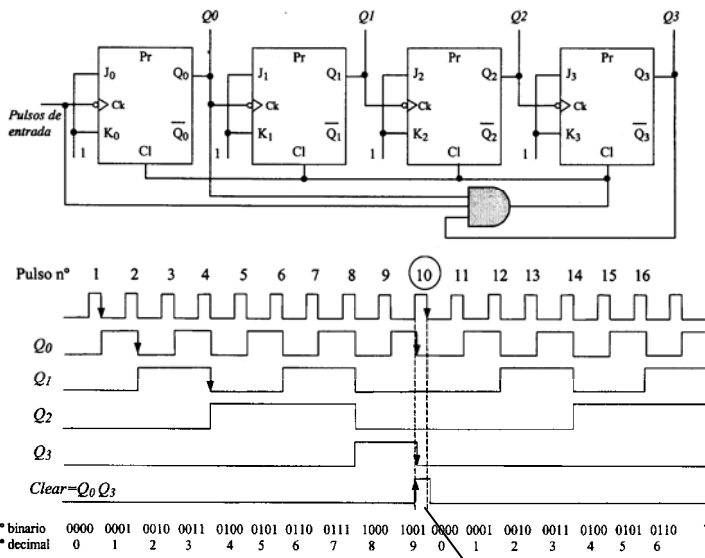 Q0 Q1 Q2 Q3
Pr Pr Pr Pr
J₀ Q₀ J₁ Q₁ J₂ Q₂ J₃ Q₃
Ck Ck Ck Ck
Pulsos de
entrada
K₀ Q̅₀ K₁ Q̅₁ K₂ Q̅₂ K₃ Q̅₃
1 Cl 1 Cl 1 Cl 1 Cl
Pulso nº 1 2 3 4 5 6 7 8 9 10 11 12 13 14 15 16
Q₀
Q₁
Q₂
Q₃
Clear=Q₀ Q₃
º binario 0000 0001 0010 0011 0100 0101 0110 0111 1000 1001 0000 0001 0010 0011 0100 0101 0110
º decimal 0 1 2 3 4 5 6 7 8 9 0 1 2 3 4 5 6